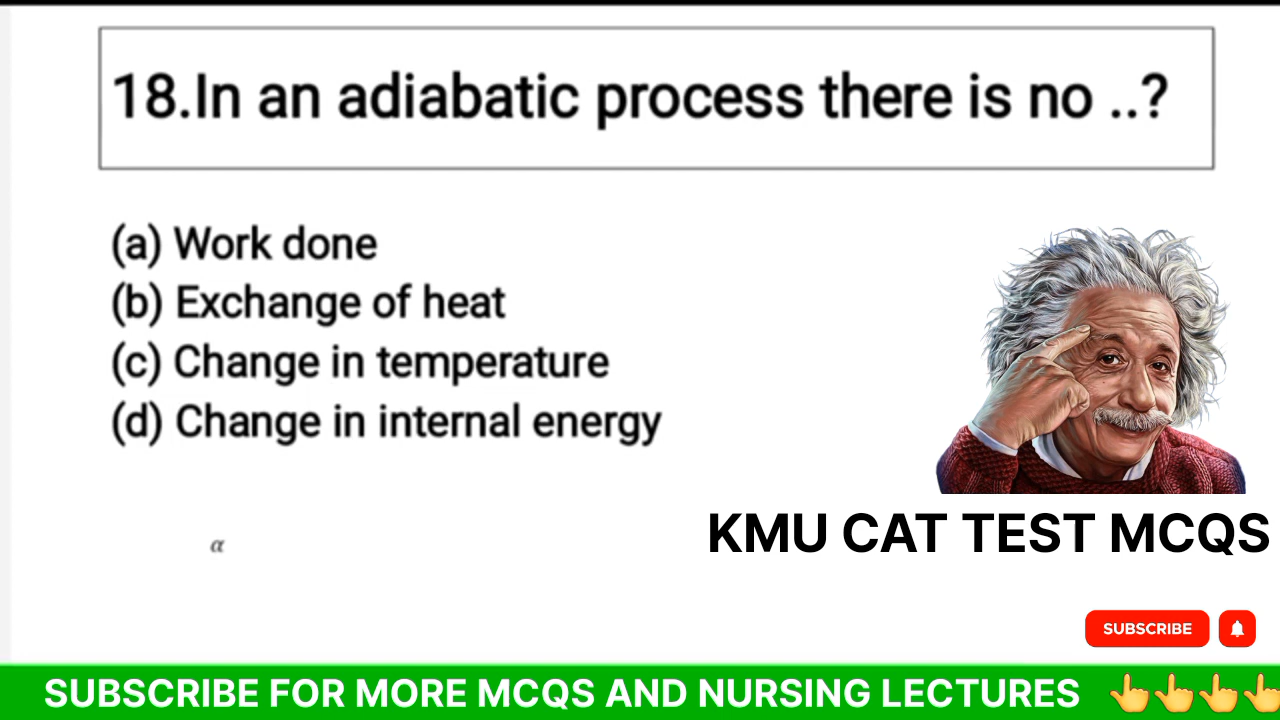 18.In an adiabatic process there is no ..?
(a) Work done
(b) Exchange of heat
(c) Change in temperature
(d) Change in internal energy
α
KMU CAT TEST MCQS
SUBSCRIBE
SUBSCRIBE FOR MORE MCQS AND NURSING LECTURES 👆👆👆👆